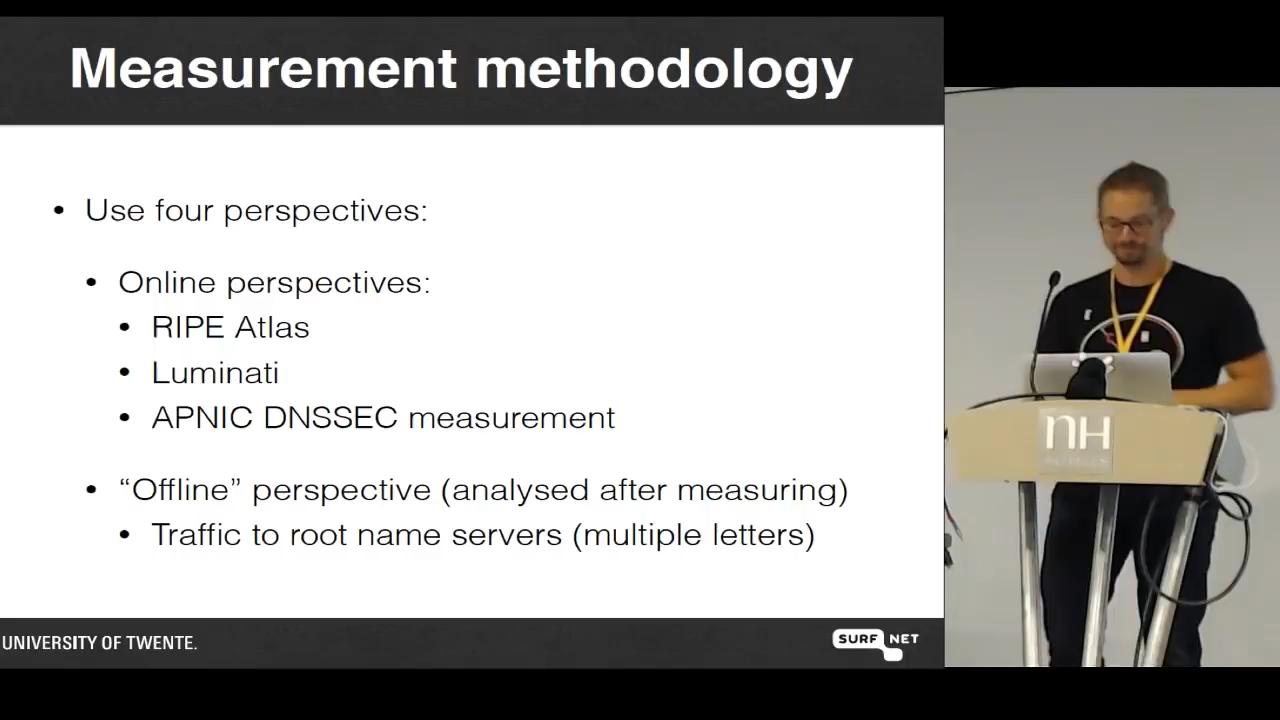 Measurement methodology
• Use four perspectives:
• Online perspectives:
• RIPE Atlas
• Luminati
• APNIC DNSSEC measurement
• “Offline” perspective (analysed after measuring)
• Traffic to root name servers (multiple letters)
UNIVERSITY OF TWENTE.
SURF NET
nH